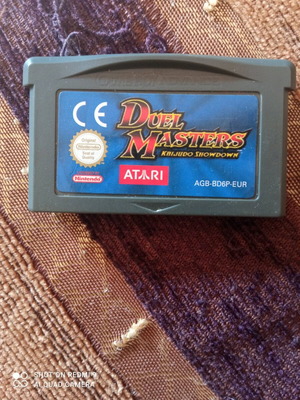 CE
DUEL
MASTERS
KAIJUDO SHOWDOWN
Original
Nintendo
Seal of
Quality
Nintendo
ATARI
AGB-BD6P-EUR
SHOT ON REDMI 9
AI QUAD CAMERA